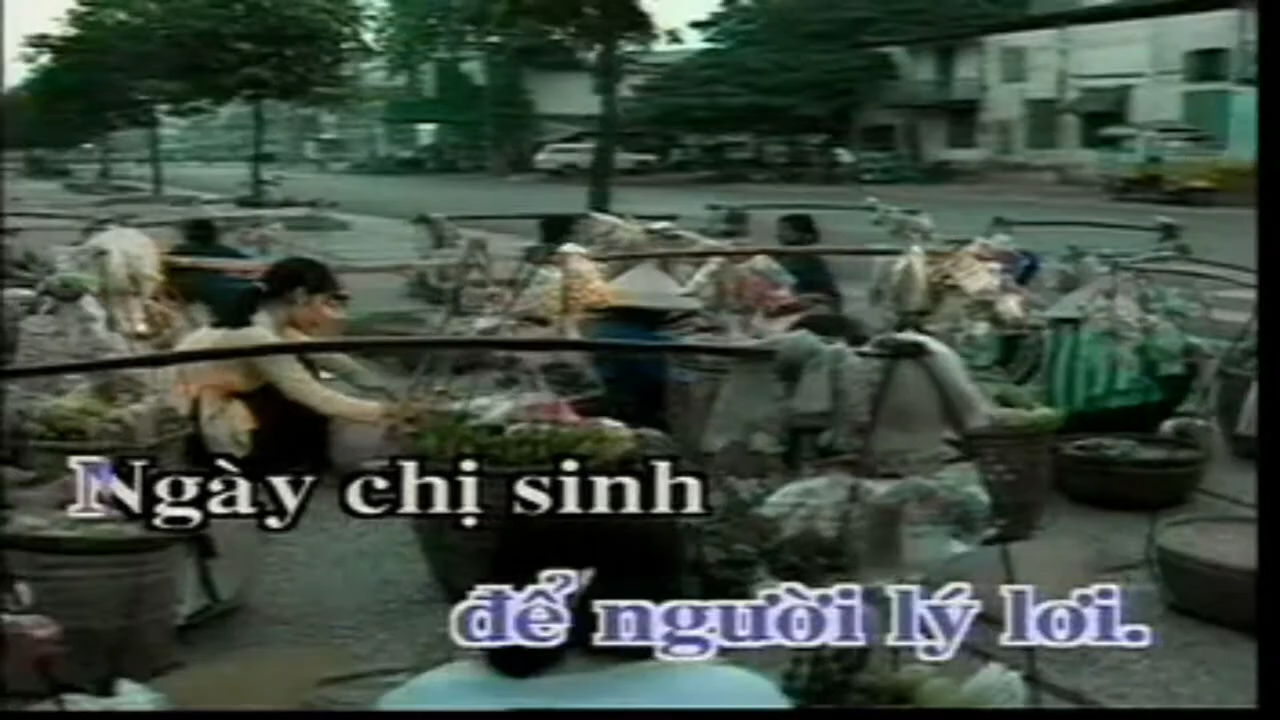 Ngày chị sinh
để người lý lơi.